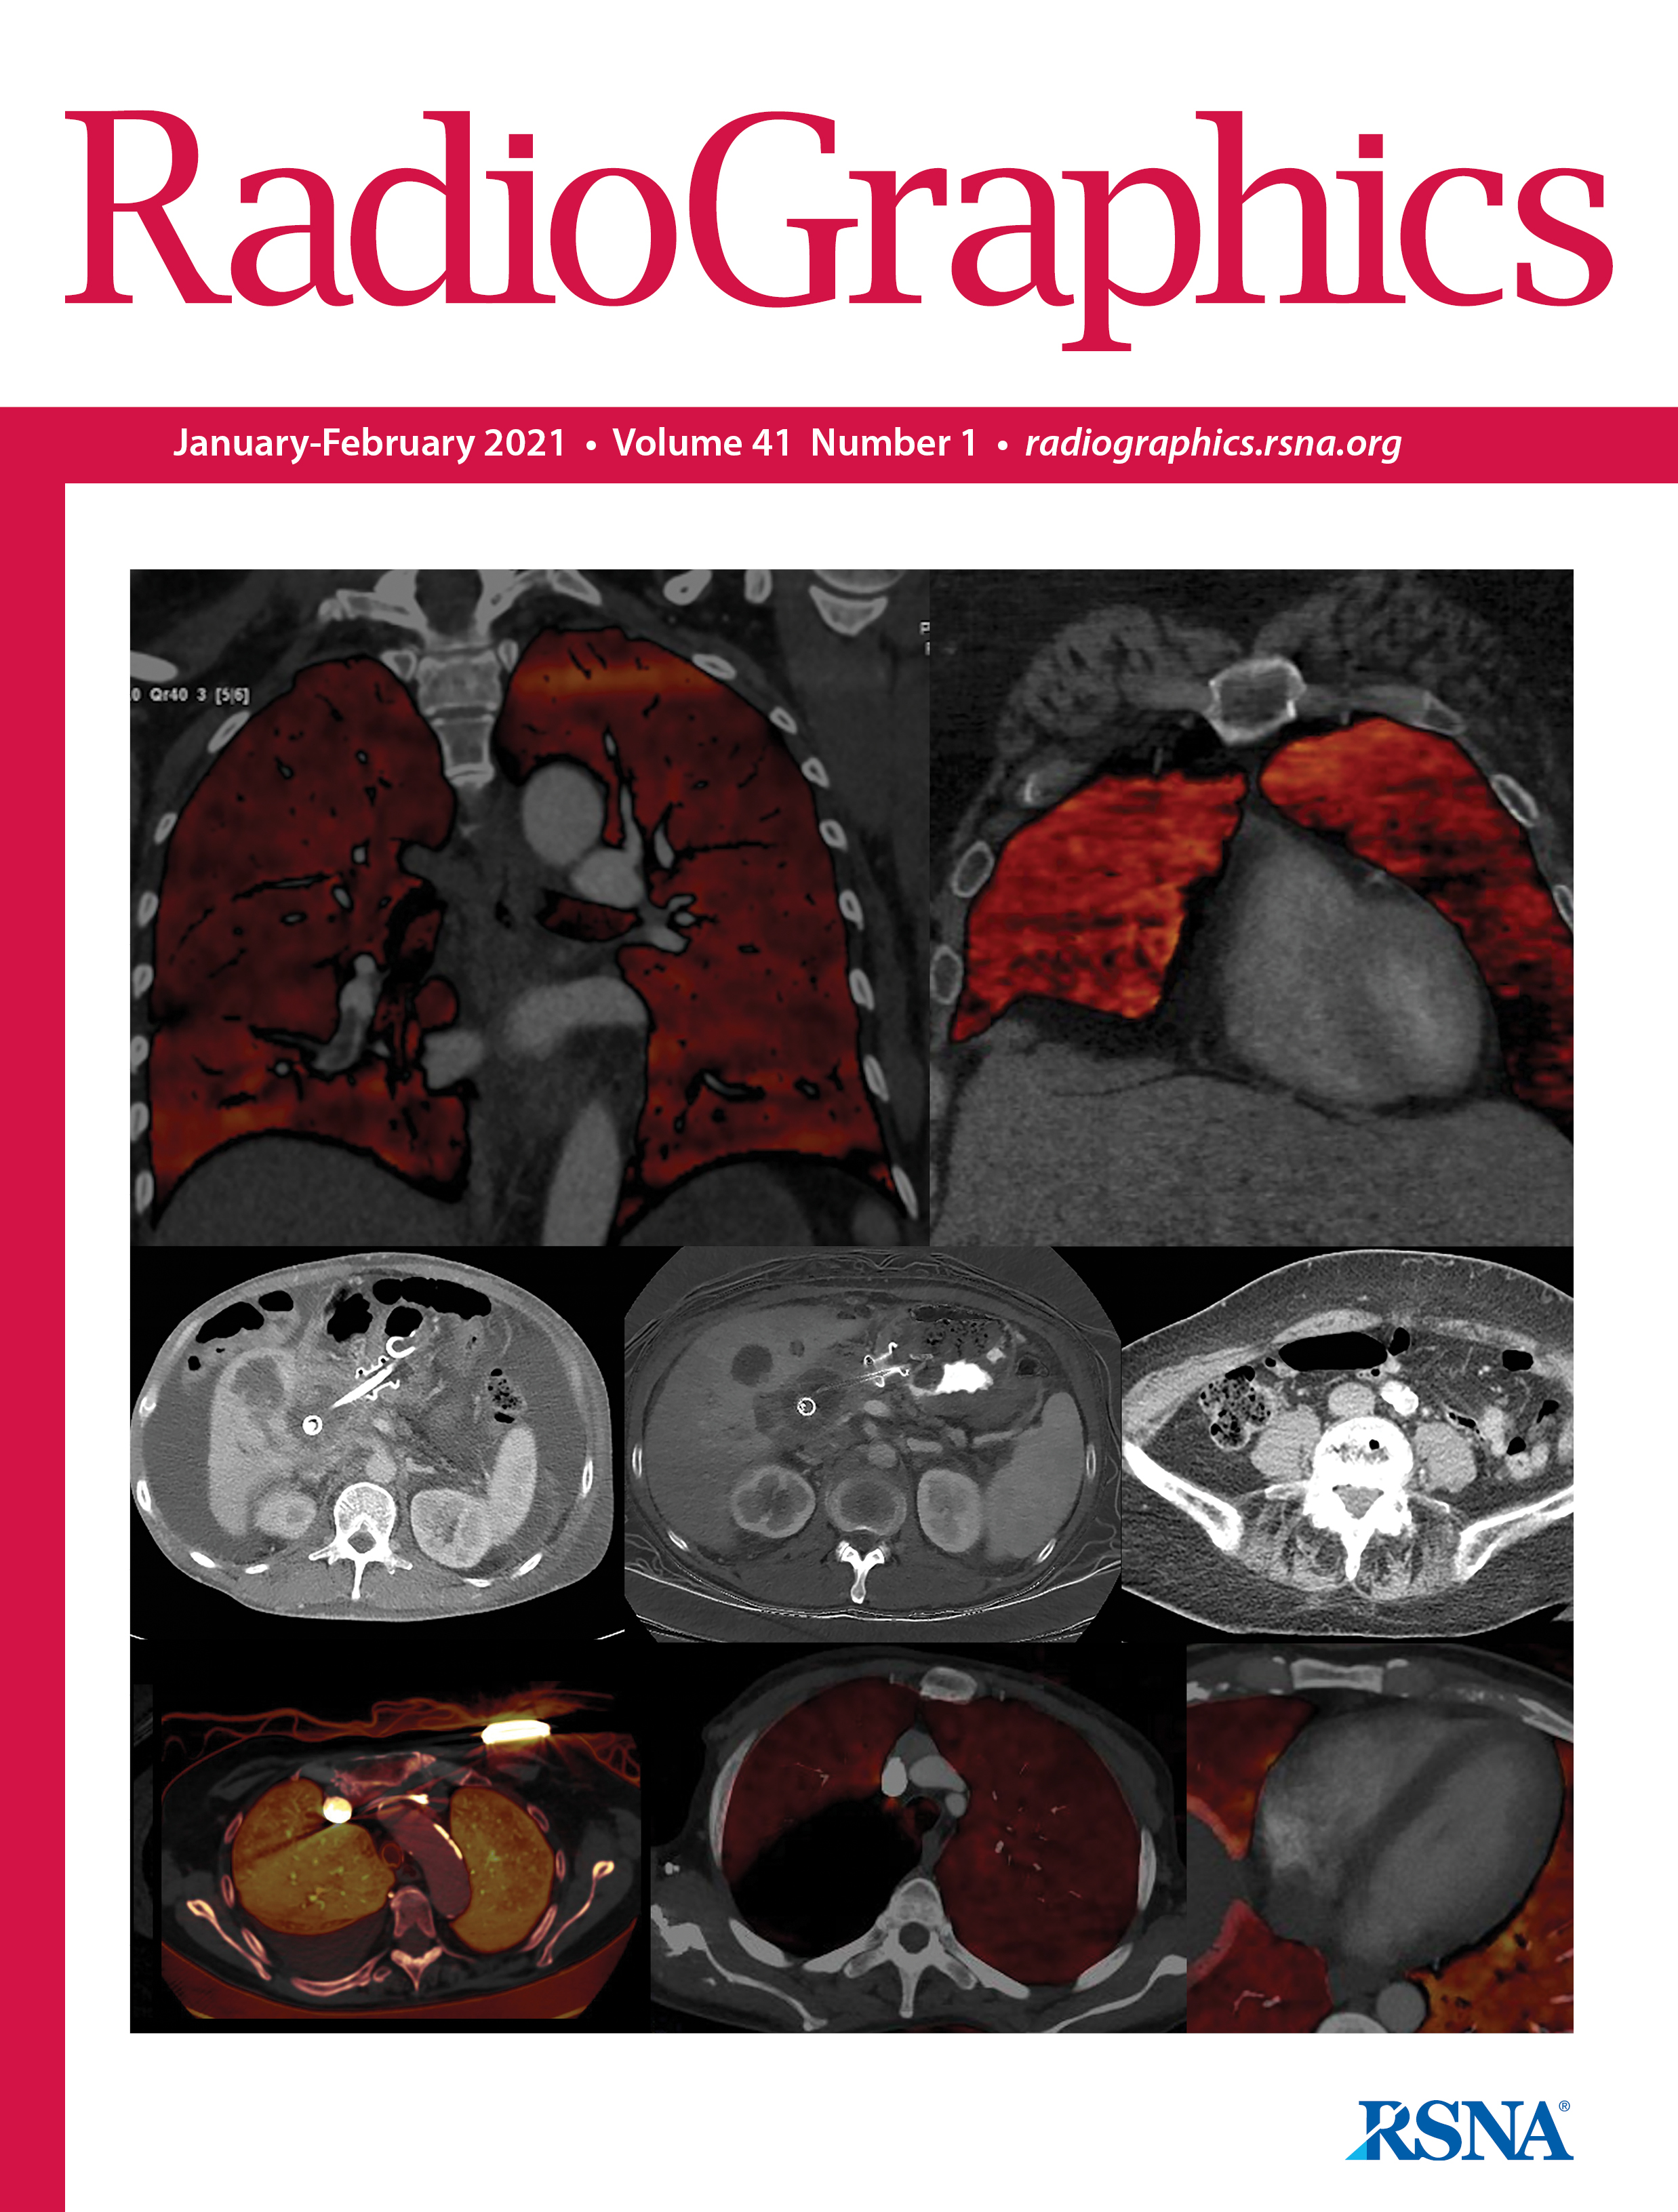 RadioGraphics
January-February 2021 • Volume 41 Number 1 • radiographics.rsna.org
.0 Qr40 3 [5|6]
RSNA®